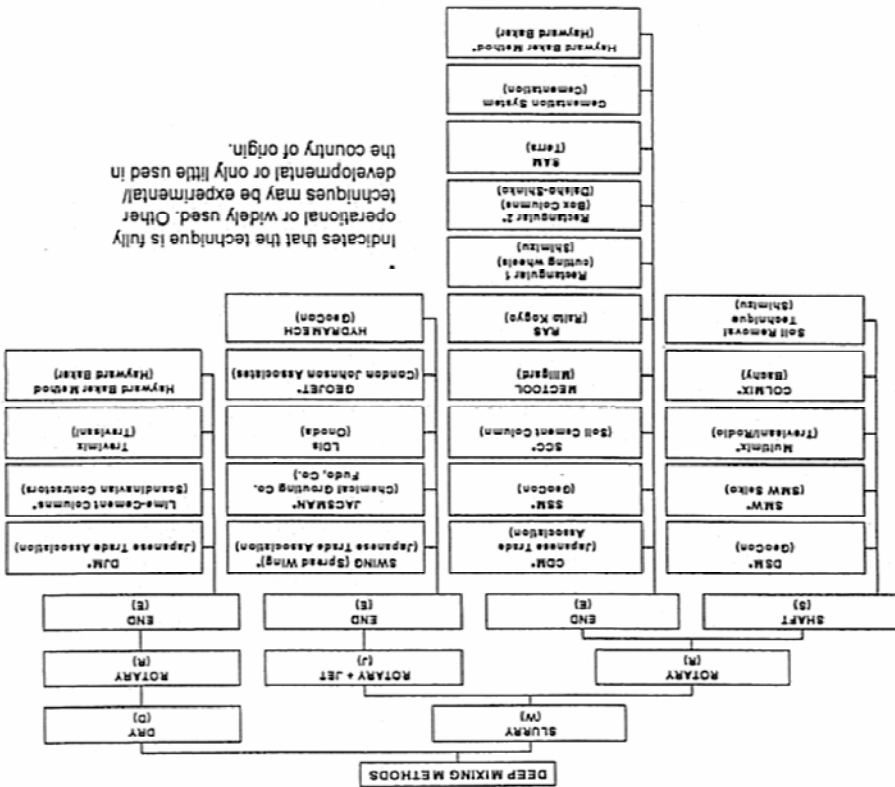 DEEP MIXING METHODS
SLURRY
(W)
DRY
(D)
ROTARY
(R)
ROTARY + JET
(J)
ROTARY
(R)
SHAFT
(S)
END
(E)
END
(E)
END
(E)
DSM*
(GeoCon)
SMW*
(SMW Seiko)
Multimix*
(Trevisani/Rodio)
COLMIX*
(Bachy)
Soil Removal
Technique
(Shimizu)
CDM*
(Japanese Trade
Association)
SSM*
(GeoCon)
SCC*
(Soil Cement Column)
MECTOOL
(Millgard)
RAS
(Raito Kogyo)
Rectangular 1
(cutting wheels)
(Shimizu)
Rectangular 2*
(Box Columns)
(Daisho-Shinko)
RAM
(Terra)
Cementation System
(Cementation)
Hayward Baker Method*
(Hayward Baker)
SWING (Spread Wing)*
(Japanese Trade Association)
JACSMAN*
(Chemical Grouting Co.
Fudo, Co.)
LDis
(Onoda)
GEOJET*
(Condon Johnson Associates)
HYDRAMECH
(GeoCon)
DJM*
(Japanese Trade Association)
Lime-Cement Columns*
(Scandinavian Contractors)
Trevimix
(Trevisani)
Hayward Baker Method
(Hayward Baker)
*
Indicates that the technique is fully
operational or widely used. Other
techniques may be experimental/
developmental or only little used in
the country of origin.